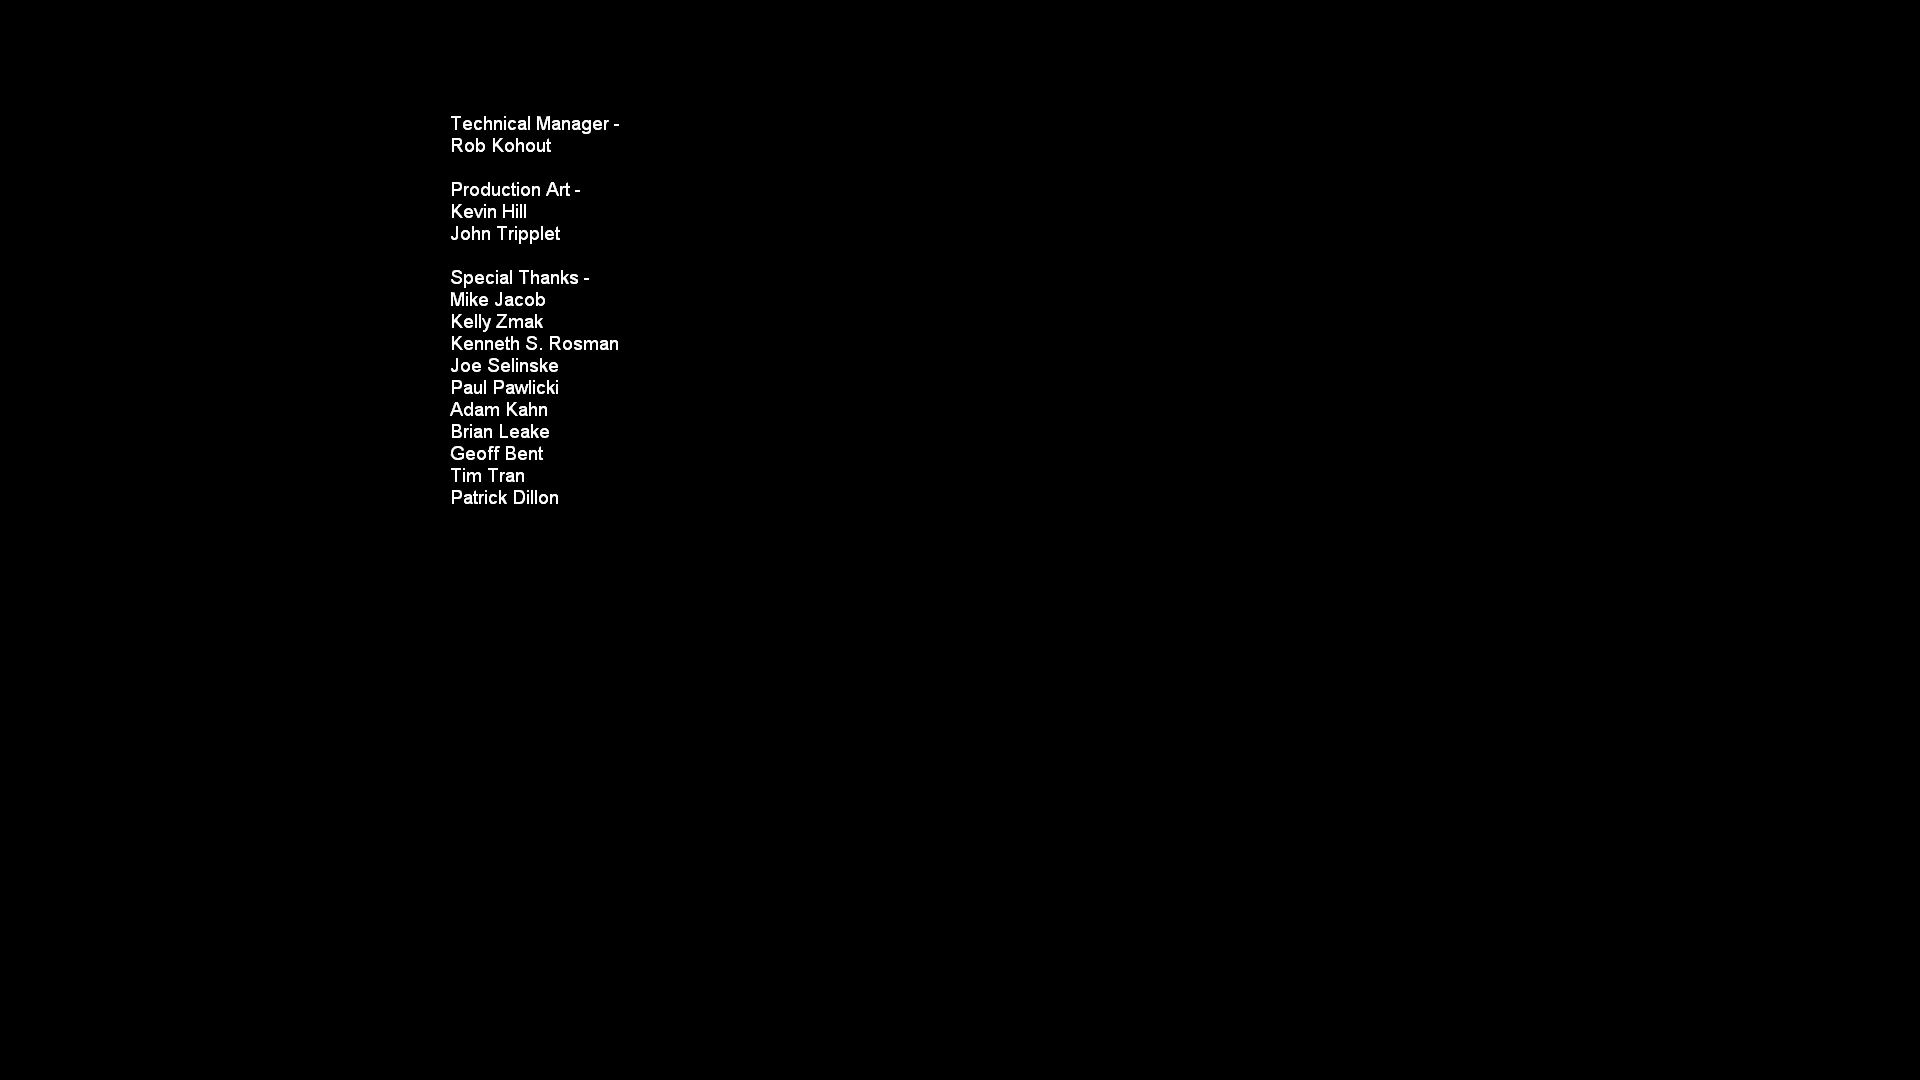 Technical Manager -
Rob Kohout
Production Art -
Kevin Hill
John Tripplet
Special Thanks -
Mike Jacob
Kelly Zmak
Kenneth S. Rosman
Joe Selinske
Paul Pawlicki
Adam Kahn
Brian Leake
Geoff Bent
Tim Tran
Patrick Dillon